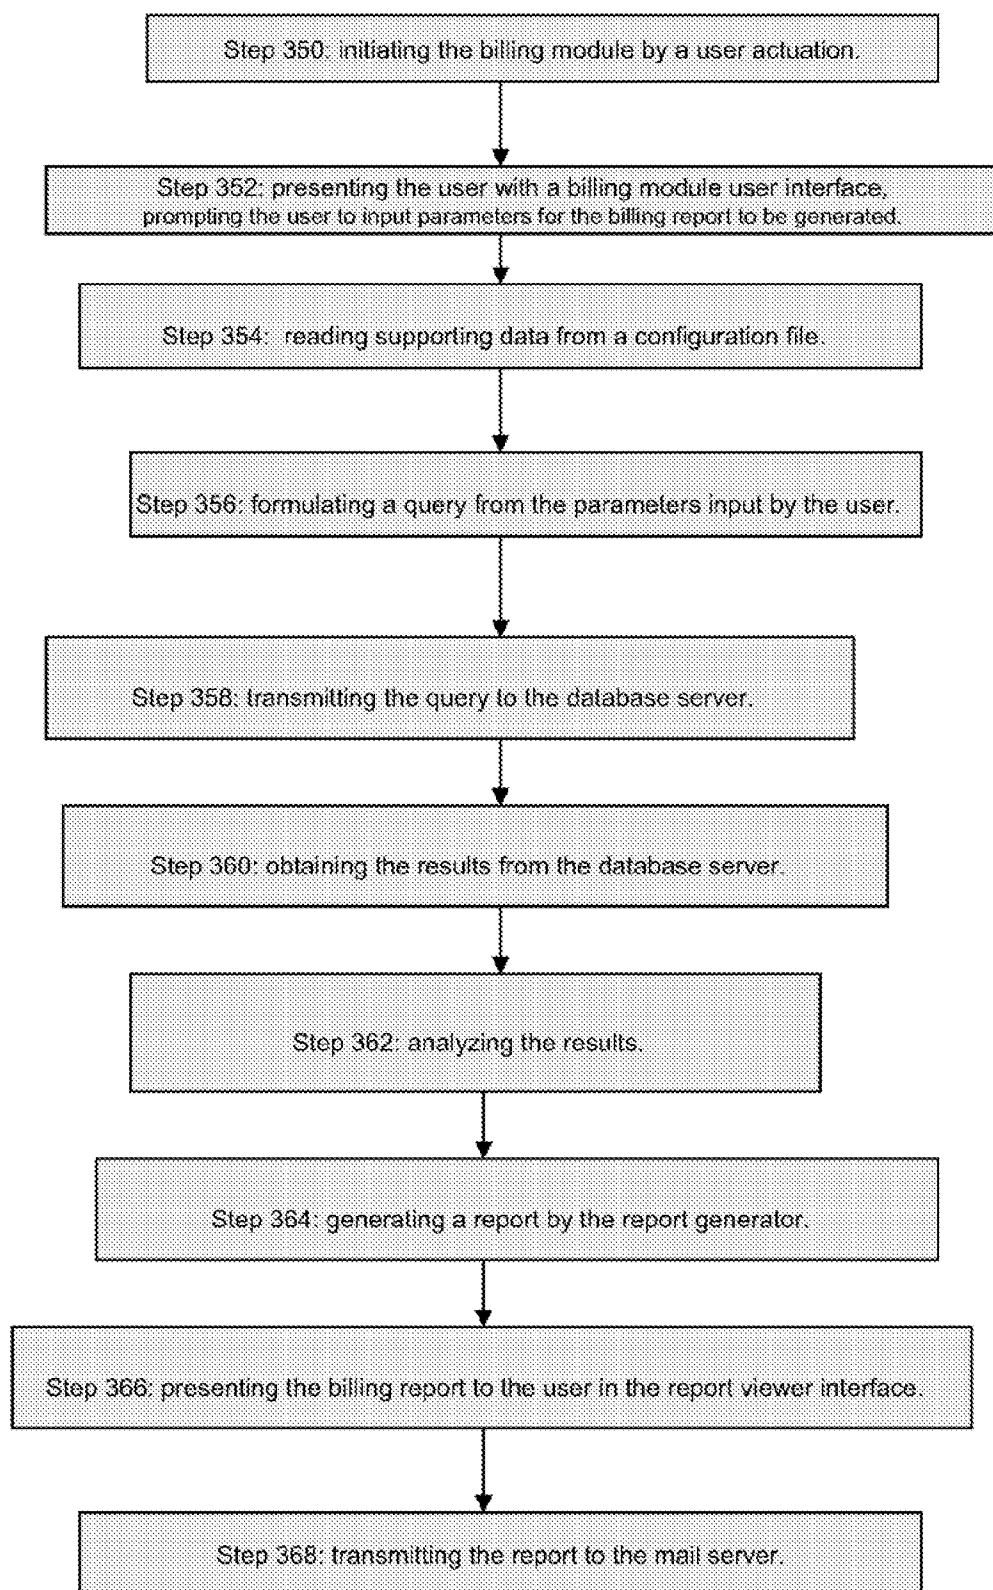 Step 350: initiating the billing module by a user actuation.
Step 352: presenting the user with a billing module user interface,
prompting the user to input parameters for the billing report to be generated.
Step 354: reading supporting data from a configuration file.
Step 356: formulating a query from the parameters input by the user.
Step 358: transmitting the query to the database server.
Step 360: obtaining the results from the database server.
Step 362: analyzing the results.
Step 364: generating a report by the report generator.
Step 366: presenting the billing report to the user in the report viewer interface.
Step 368: transmitting the report to the mail server.